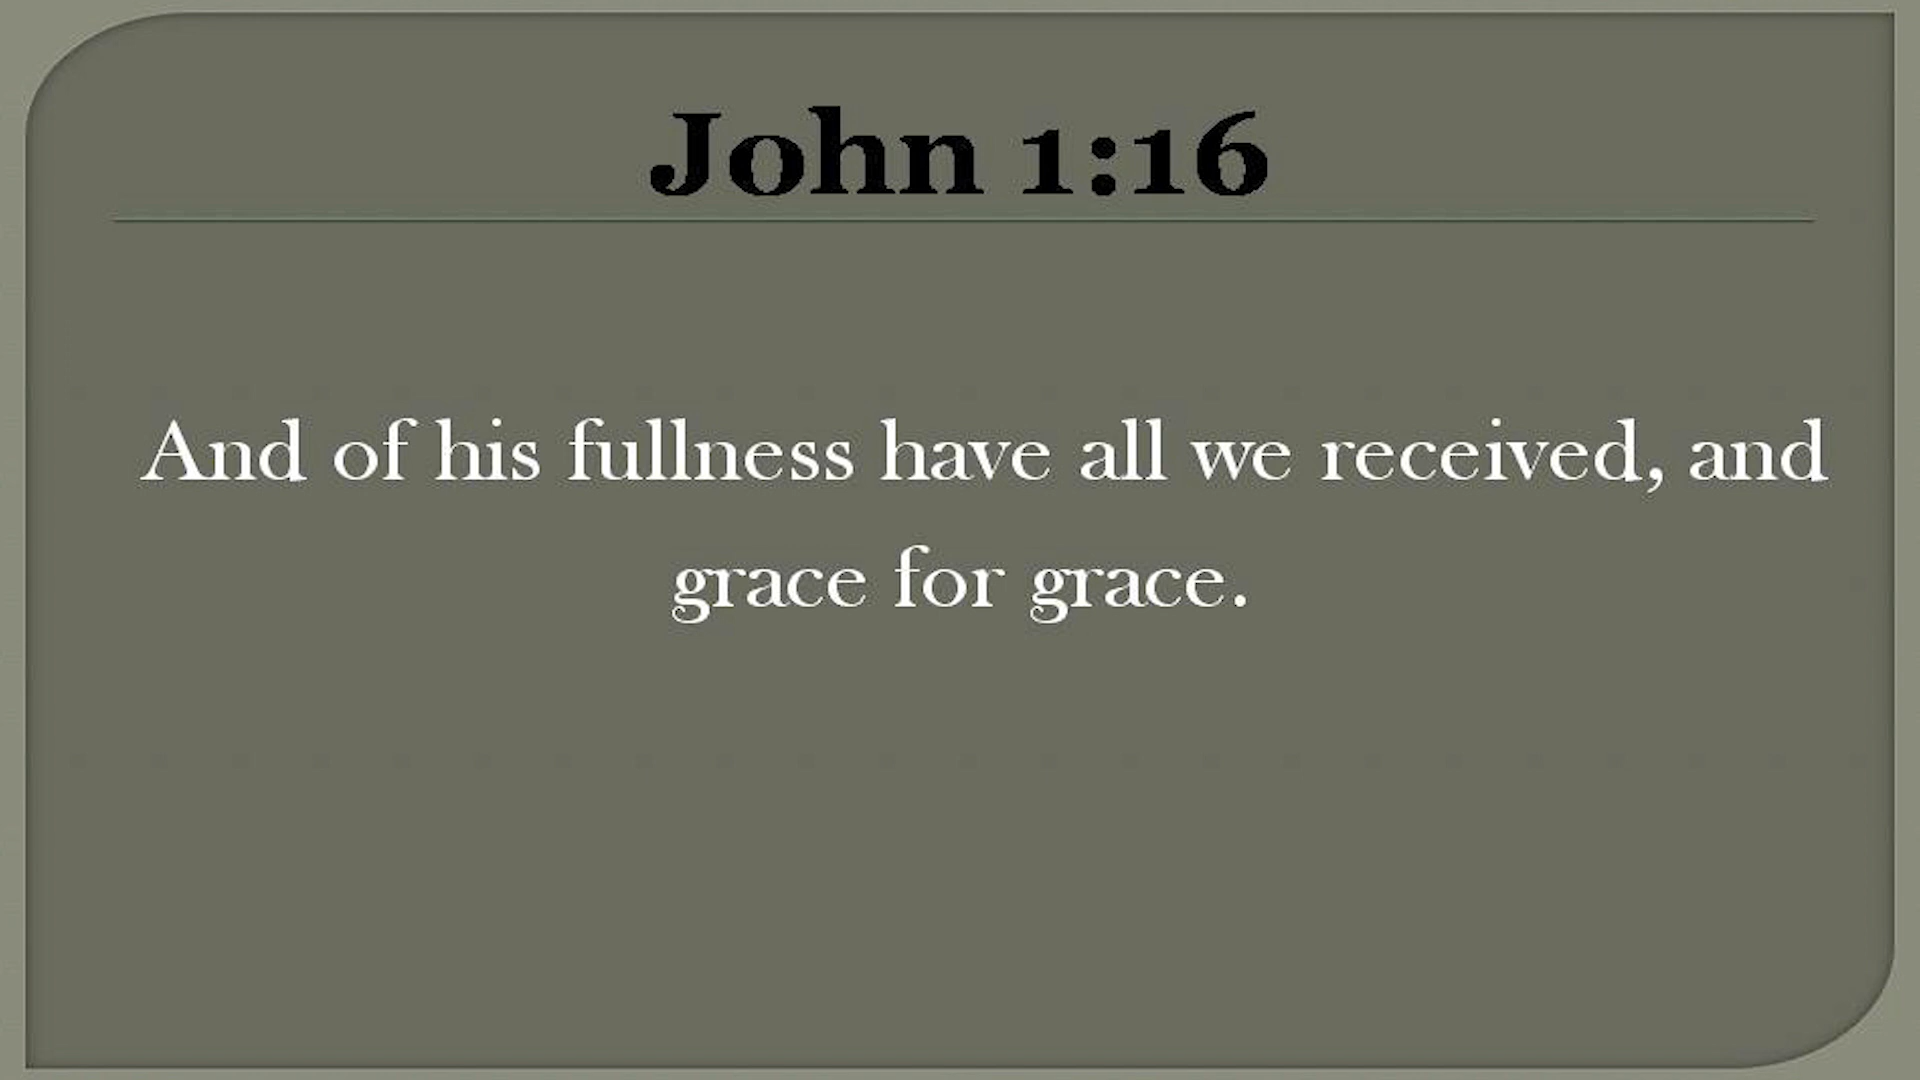 John 1:16
And of his fullness have all we received, and
grace for grace.